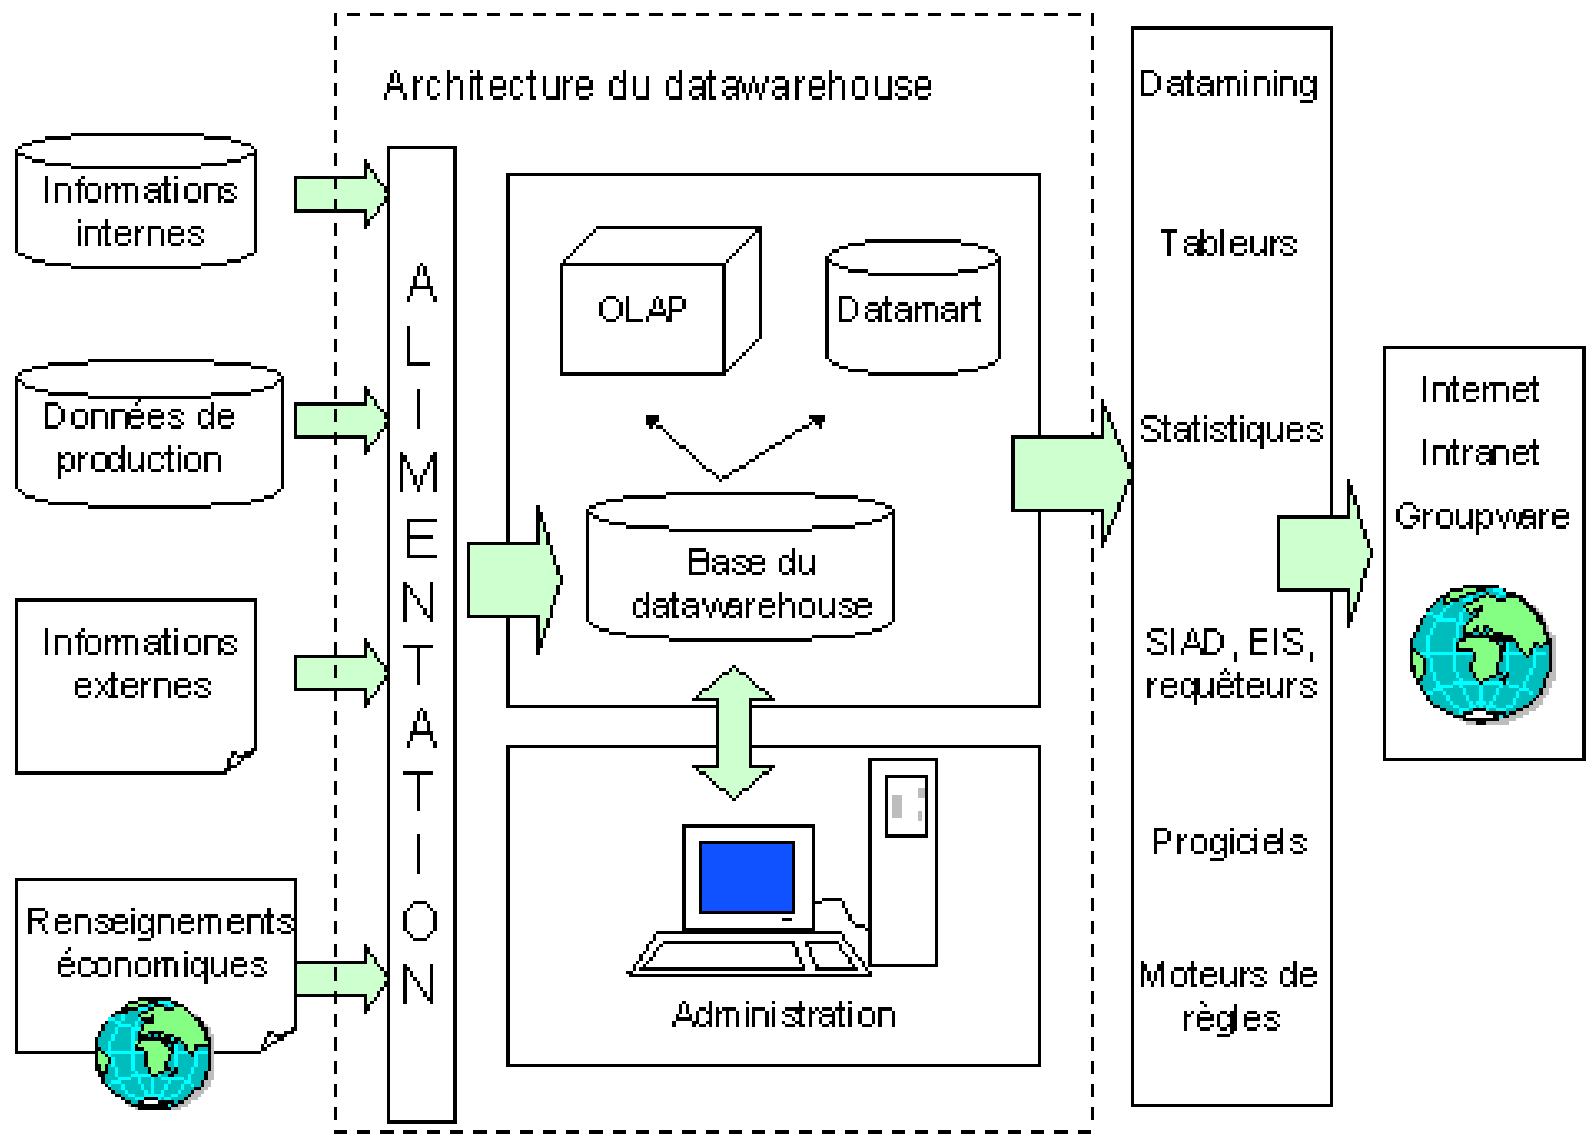 Architecture du datawarehouse
Informations
internes
Données de
production
Informations
externes
Renseignements
économiques
ALIMENTATION
OLAP
Datamart
Base du
datawarehouse
Administration
Datamining
Tableurs
Statistiques
SIAD, EIS,
requêteurs
Progiciels
Moteurs de
règles
Internet
Intranet
Groupware